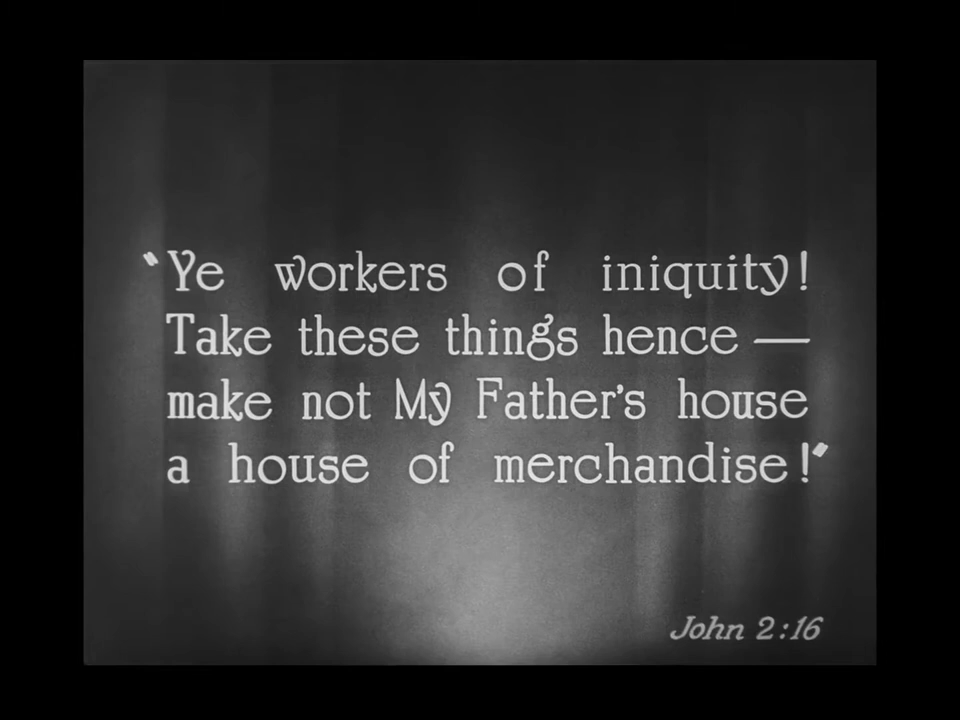 "Ye workers of iniquity!
Take these things hence —
make not My Father's house
a house of merchandise!"
John 2:16